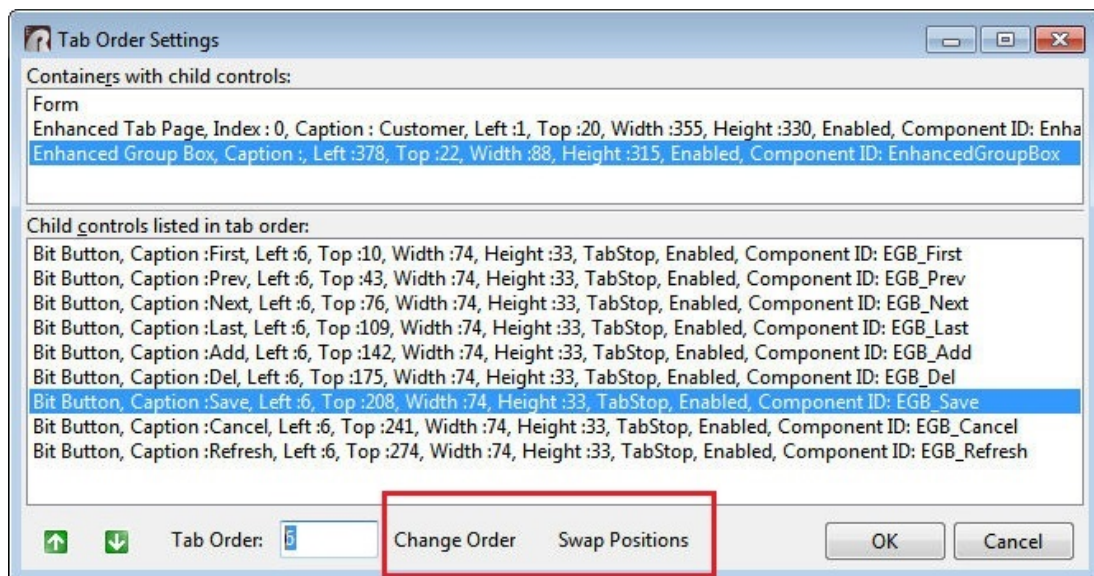 Tab Order Settings
Containers with child controls:
Form
Enhanced Tab Page, Index : 0, Caption : Customer, Left :1, Top :20, Width :355, Height :330, Enabled, Component ID: Enha
Enhanced Group Box, Caption :, Left :378, Top :22, Width :88, Height :315, Enabled, Component ID: EnhancedGroupBox
Child controls listed in tab order:
Bit Button, Caption :First, Left :6, Top :10, Width :74, Height :33, TabStop, Enabled, Component ID: EGB_First
Bit Button, Caption :Prev, Left :6, Top :43, Width :74, Height :33, TabStop, Enabled, Component ID: EGB_Prev
Bit Button, Caption :Next, Left :6, Top :76, Width :74, Height :33, TabStop, Enabled, Component ID: EGB_Next
Bit Button, Caption :Last, Left :6, Top :109, Width :74, Height :33, TabStop, Enabled, Component ID: EGB_Last
Bit Button, Caption :Add, Left :6, Top :142, Width :74, Height :33, TabStop, Enabled, Component ID: EGB_Add
Bit Button, Caption :Del, Left :6, Top :175, Width :74, Height :33, TabStop, Enabled, Component ID: EGB_Del
Bit Button, Caption :Save, Left :6, Top :208, Width :74, Height :33, TabStop, Enabled, Component ID: EGB_Save
Bit Button, Caption :Cancel, Left :6, Top :241, Width :74, Height :33, TabStop, Enabled, Component ID: EGB_Cancel
Bit Button, Caption :Refresh, Left :6, Top :274, Width :74, Height :33, TabStop, Enabled, Component ID: EGB_Refresh
Tab Order: Change Order Swap Positions OK Cancel